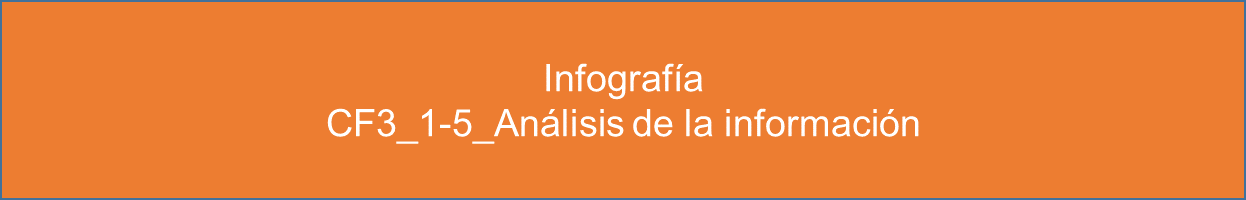 Infografía
CF3_1-5_Análisis de la información